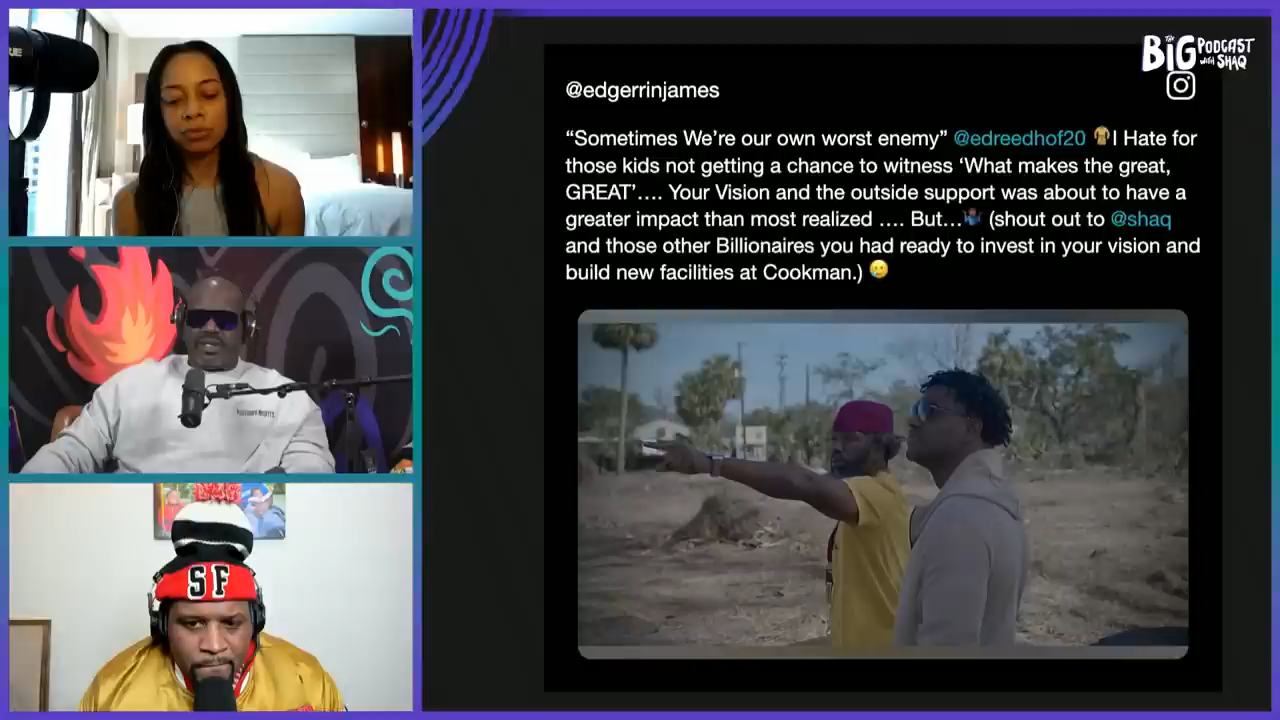 THE BIG PODCAST WITH SHAQ
@edgerrinjames
“Sometimes We’re our own worst enemy” @edreedhof20 I Hate for
those kids not getting a chance to witness ‘What makes the great,
GREAT’…. Your Vision and the outside support was about to have a
greater impact than most realized …. But… (shout out to @shaq
and those other Billionaires you had ready to invest in your vision and
build new facilities at Cookman.)
SF